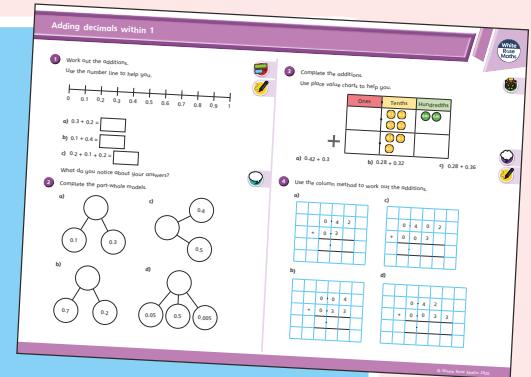 Adding decimals within 1
White
Rose
Maths
1 Work out the additions.
Use the number line to help you.
0 0.1 0.2 0.3 0.4 0.5 0.6 0.7 0.8 0.9 1
a) 0.3 + 0.2 =
b) 0.1 + 0.4 =
c) 0.2 + 0.1 + 0.2 =
What do you notice about your answers?
2 Complete the part-whole models.
a)
0.1 0.3
c)
0.4
0.5
b)
0.7 0.2
d)
0.05 0.5 0.005
3 Complete the additions.
Use place value charts to help you.
Ones Tenths Hundredths
+
a) 0.42 + 0.3
b) 0.28 + 0.32
c) 0.28 + 0.36
4 Use the column method to work out the additions.
a)
0 . 4 2
+ 0 . 3
.
c)
0 . 4 0 2
+ 0 0 3
.
b)
0 . 0 4
+ 0 . 3 3
.
d)
0 . 4 2
+ 0 . 0 3 3
.
© White Rose Maths